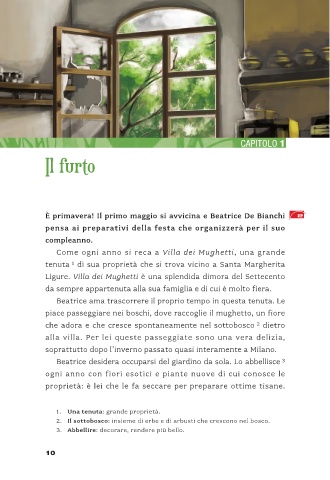 CAPITOLO 1
Il furto
È primavera! Il primo maggio si avvicina e Beatrice De Bianchi
pensa ai preparativi della festa che organizzerà per il suo
compleanno.
Come ogni anno si reca a Villa dei Mughetti, una grande
tenuta 1 di sua proprietà che si trova vicino a Santa Margherita
Ligure. Villa dei Mughetti è una splendida dimora del Settecento
da sempre appartenuta alla sua famiglia e di cui è molto fiera.
Beatrice ama trascorrere il proprio tempo in questa tenuta. Le
piace passeggiare nei boschi, dove raccoglie il mughetto, un fiore
che adora e che cresce spontaneamente nel sottobosco 2 dietro
alla villa. Per lei queste passeggiate sono una vera delizia,
soprattutto dopo l'inverno passato quasi interamente a Milano.
Beatrice desidera occuparsi del giardino da sola. Lo abbellisce 3
ogni anno con fiori esotici e piante nuove di cui conosce le
proprietà: è lei che le fa seccare per preparare ottime tisane.
1. Una tenuta: grande proprietà.
2. Il sottobosco: insieme di erbe e di arbusti che crescono nel bosco.
3. Abbellire: decorare, rendere più bello.
10